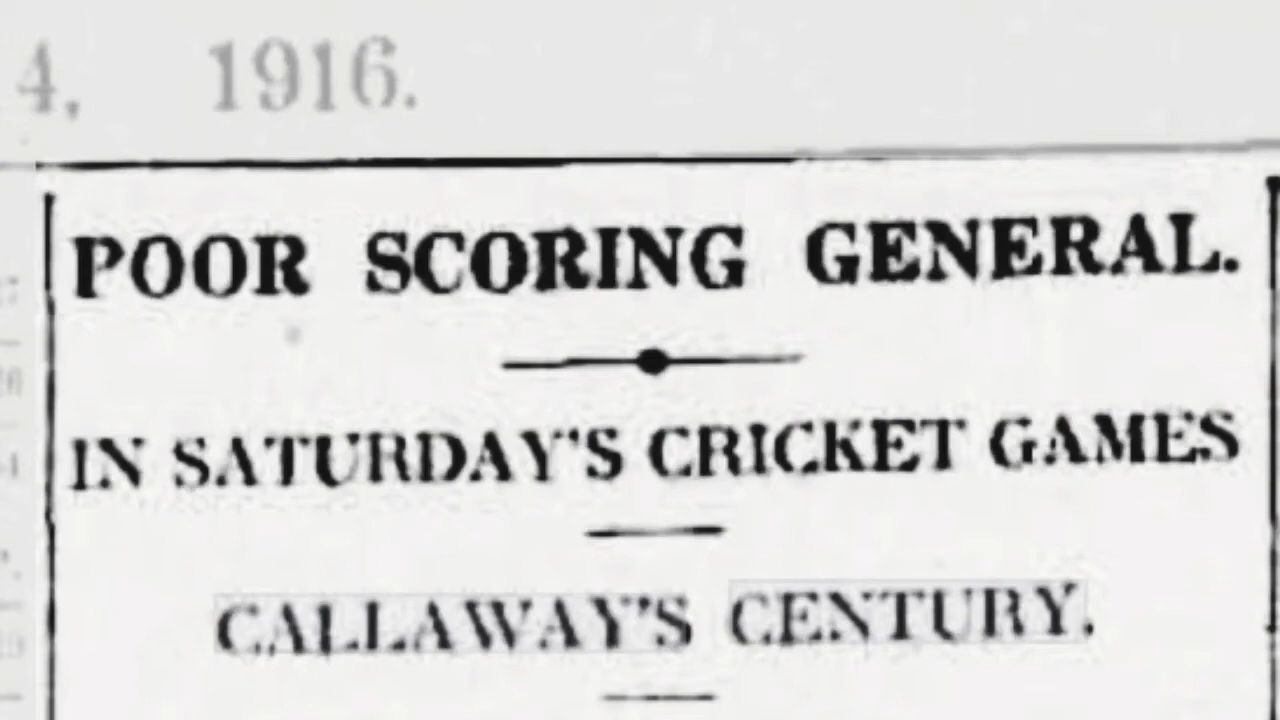 4, 1916.
POOR SCORING GENERAL.
IN SATURDAY'S CRICKET GAMES
CALLAWAY'S CENTURY.